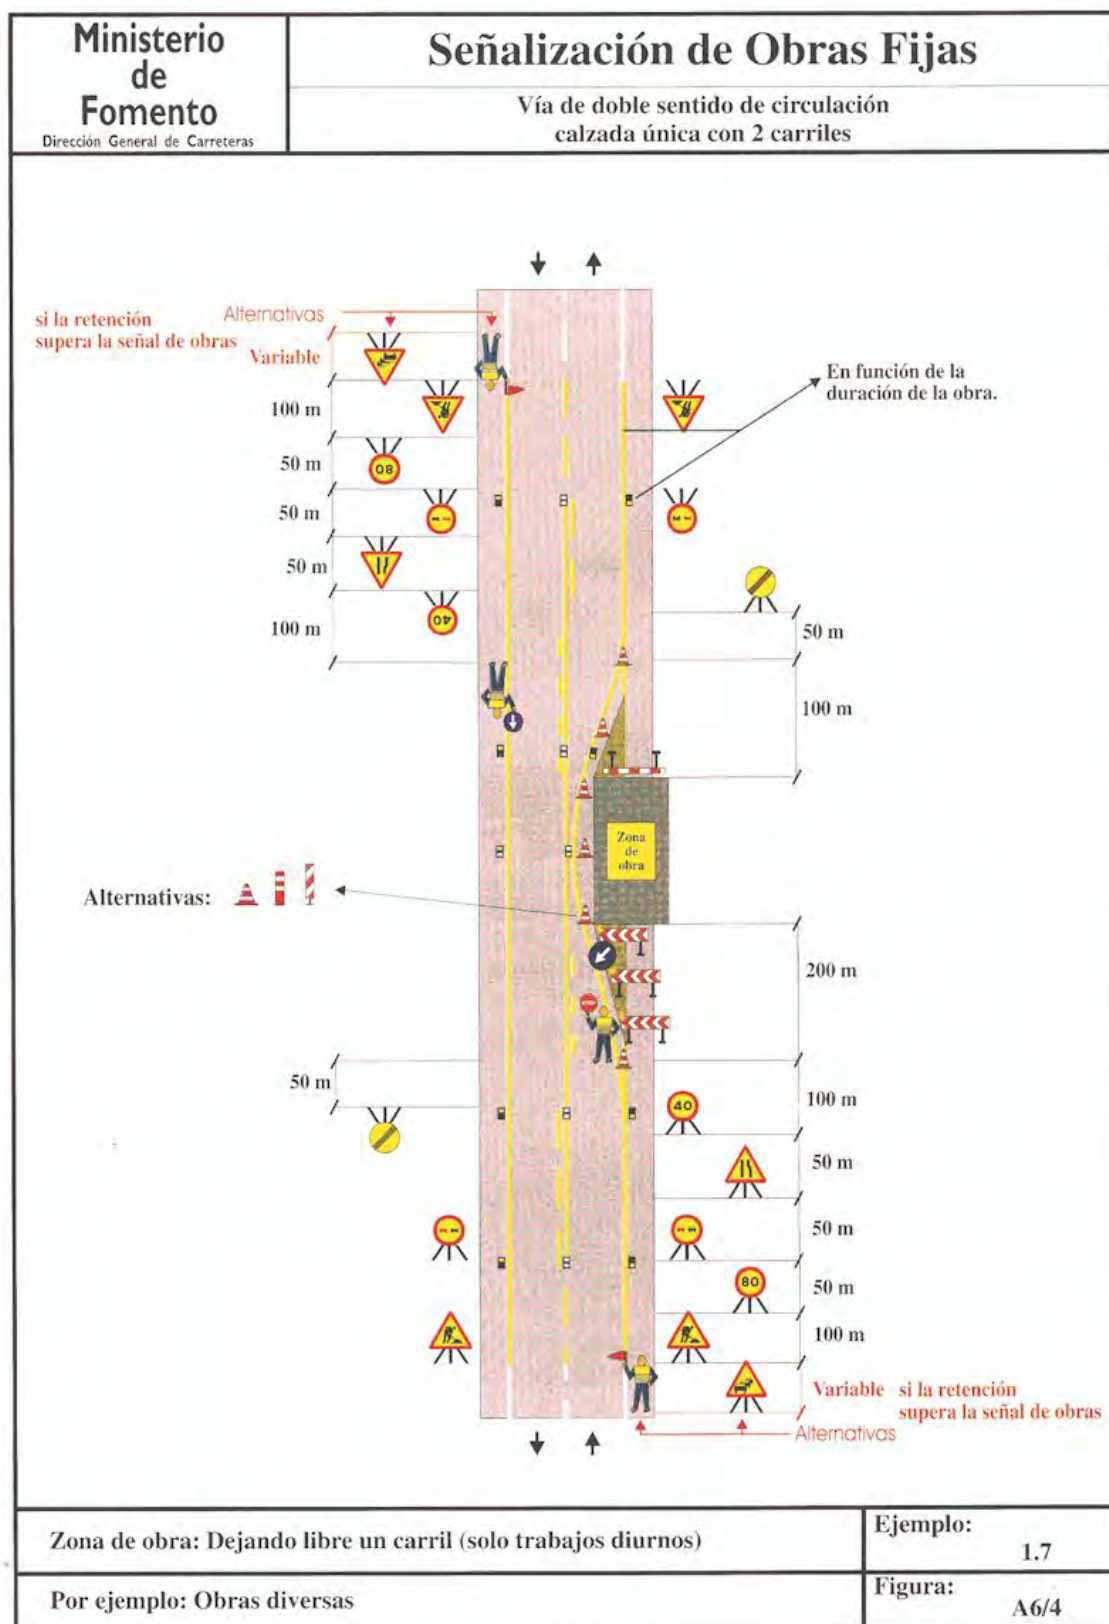 Ministerio
de
Fomento
Dirección General de Carreteras
Señalización de Obras Fijas
Vía de doble sentido de circulación
calzada única con 2 carriles
si la retención
supera la señal de obras
Alternativas
Variable
100 m
50 m
50 m
50 m
100 m
80
40
En función de la
duración de la obra.
50 m
100 m
Zona
de
obra
Alternativas:
200 m
50 m
100 m
40
50 m
50 m
80
50 m
100 m
Variable si la retención
supera la señal de obras
Alternativas
Zona de obra: Dejando libre un carril (solo trabajos diurnos)
Ejemplo:
1.7
Por ejemplo: Obras diversas
Figura:
A6/4